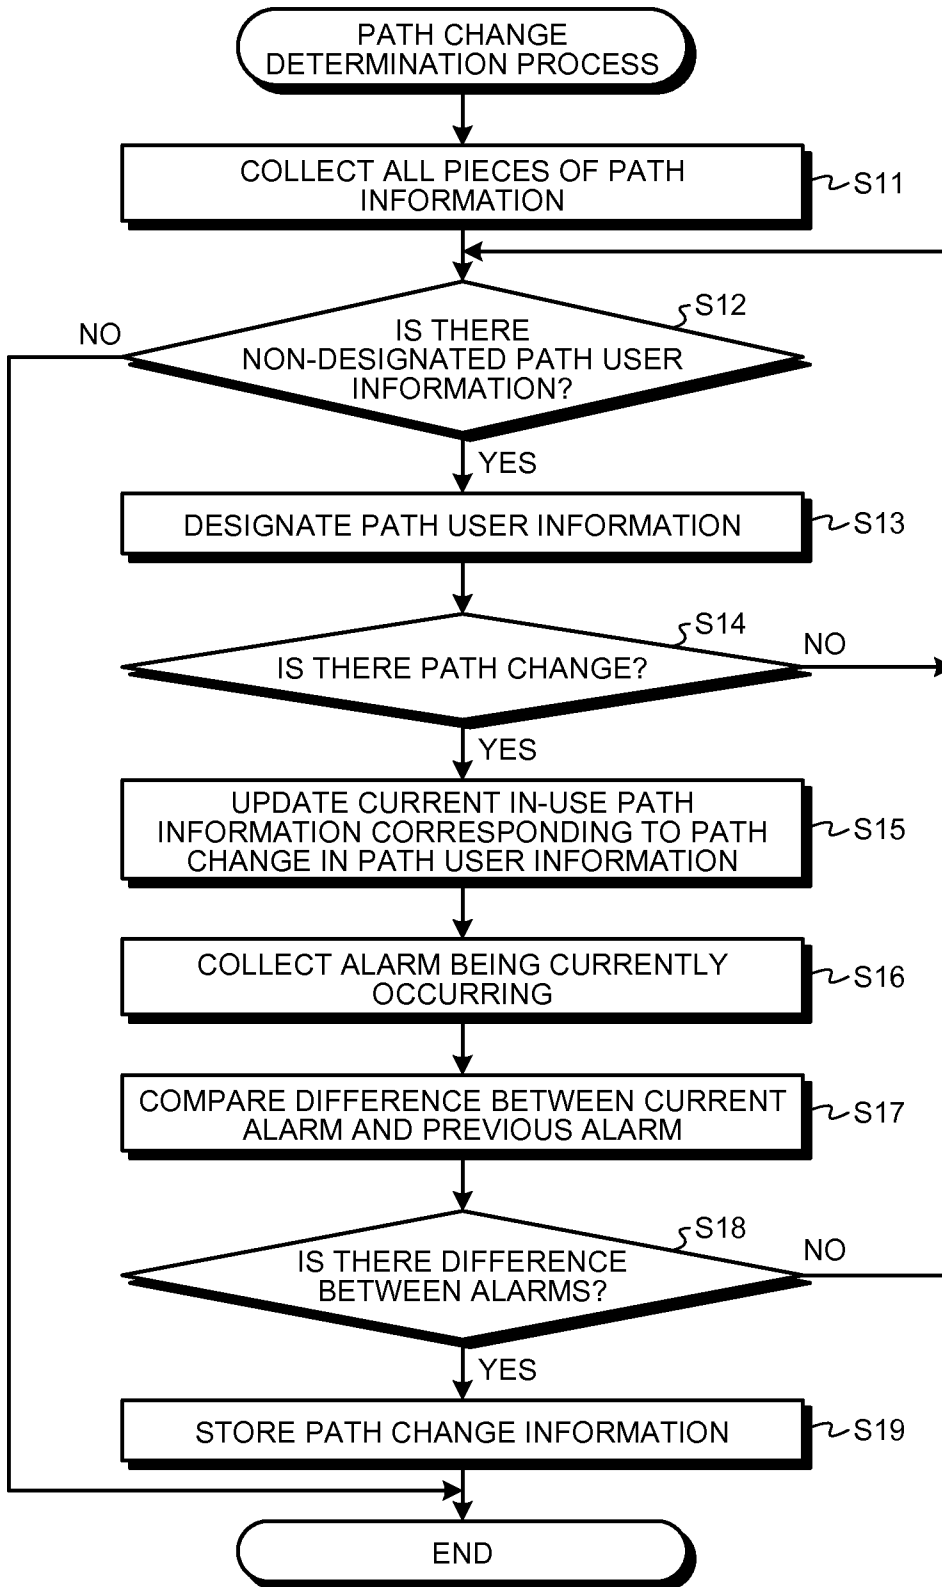 PATH CHANGE
DETERMINATION PROCESS
COLLECT ALL PIECES OF PATH
INFORMATION
S11
S12
NO
IS THERE
NON-DESIGNATED PATH USER
INFORMATION?
YES
DESIGNATE PATH USER INFORMATION
S13
S14
NO
IS THERE PATH CHANGE?
YES
UPDATE CURRENT IN-USE PATH
INFORMATION CORRESPONDING TO PATH
CHANGE IN PATH USER INFORMATION
S15
COLLECT ALARM BEING CURRENTLY
OCCURRING
S16
COMPARE DIFFERENCE BETWEEN CURRENT
ALARM AND PREVIOUS ALARM
S17
S18
NO
IS THERE DIFFERENCE
BETWEEN ALARMS?
YES
STORE PATH CHANGE INFORMATION
S19
END